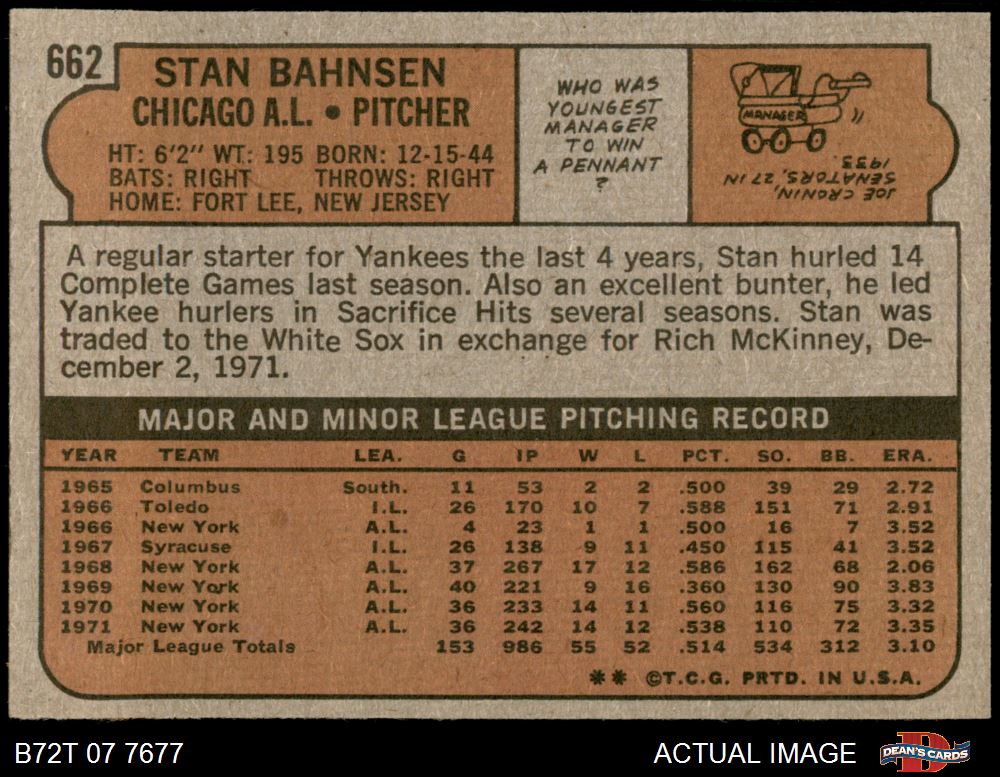 662
STAN BAHNSEN
CHICAGO A.L. • PITCHER
HT: 6'2" WT: 195 BORN: 12-15-44
BATS: RIGHT THROWS: RIGHT
HOME: FORT LEE, NEW JERSEY
WHO WAS
YOUNGEST
MANAGER
TO WIN
A PENNANT
?
MANAGER
JOE CRONIN,
SENATORS, 27 IN
1933.
A regular starter for Yankees the last 4 years, Stan hurled 14
Complete Games last season. Also an excellent bunter, he led
Yankee hurlers in Sacrifice Hits several seasons. Stan was
traded to the White Sox in exchange for Rich McKinney, De-
cember 2, 1971.
MAJOR AND MINOR LEAGUE PITCHING RECORD
YEAR TEAM LEA. G IP W L PCT. SO. BB. ERA.
1965 Columbus South. 11 53 2 2 .500 39 29 2.72
1966 Toledo I.L. 26 170 10 7 .588 151 71 2.91
1966 New York A.L. 4 23 1 1 .500 16 7 3.52
1967 Syracuse I.L. 26 138 9 11 .450 115 41 3.52
1968 New York A.L. 37 267 17 12 .586 162 68 2.06
1969 New York A.L. 40 221 9 16 .360 130 90 3.83
1970 New York A.L. 36 233 14 11 .560 116 75 3.32
1971 New York A.L. 36 242 14 12 .538 110 72 3.35
Major League Totals 153 986 55 52 .514 534 312 3.10
** ©T.C.G. PRTD. IN U.S.A.
B72T 07 7677
ACTUAL IMAGE
D
DEAN'S CARDS